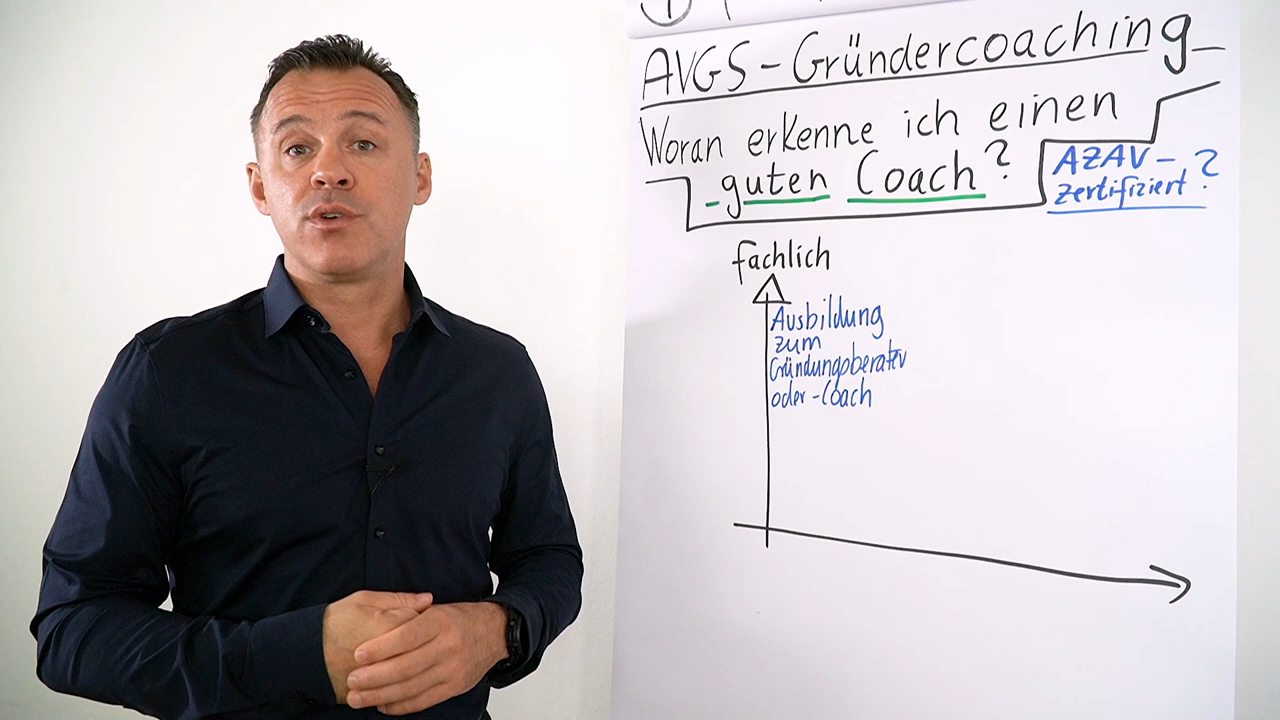 AVGS-Gründercoaching
Woran erkenne ich einen
guten Coach?
AZAV-
zertifiziert?
fachlich
Ausbildung
zum
Gründungsberater
oder -Coach